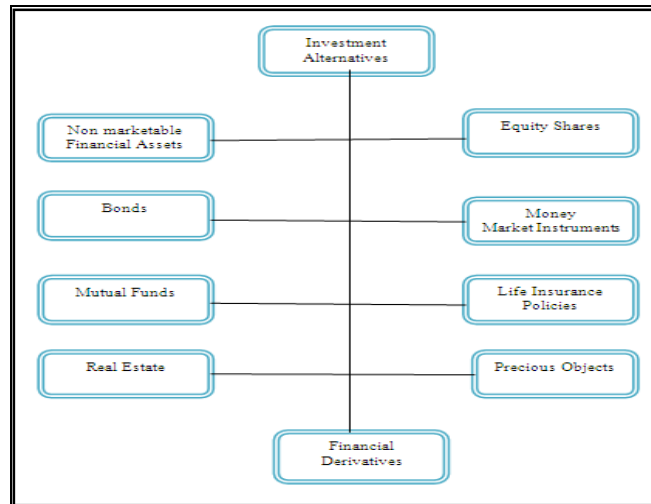 Investment
Alternatives
Non marketable
Financial Assets
Equity Shares
Bonds
Money
Market Instruments
Mutual Funds
Life Insurance
Policies
Real Estate
Precious Objects
Financial
Derivatives